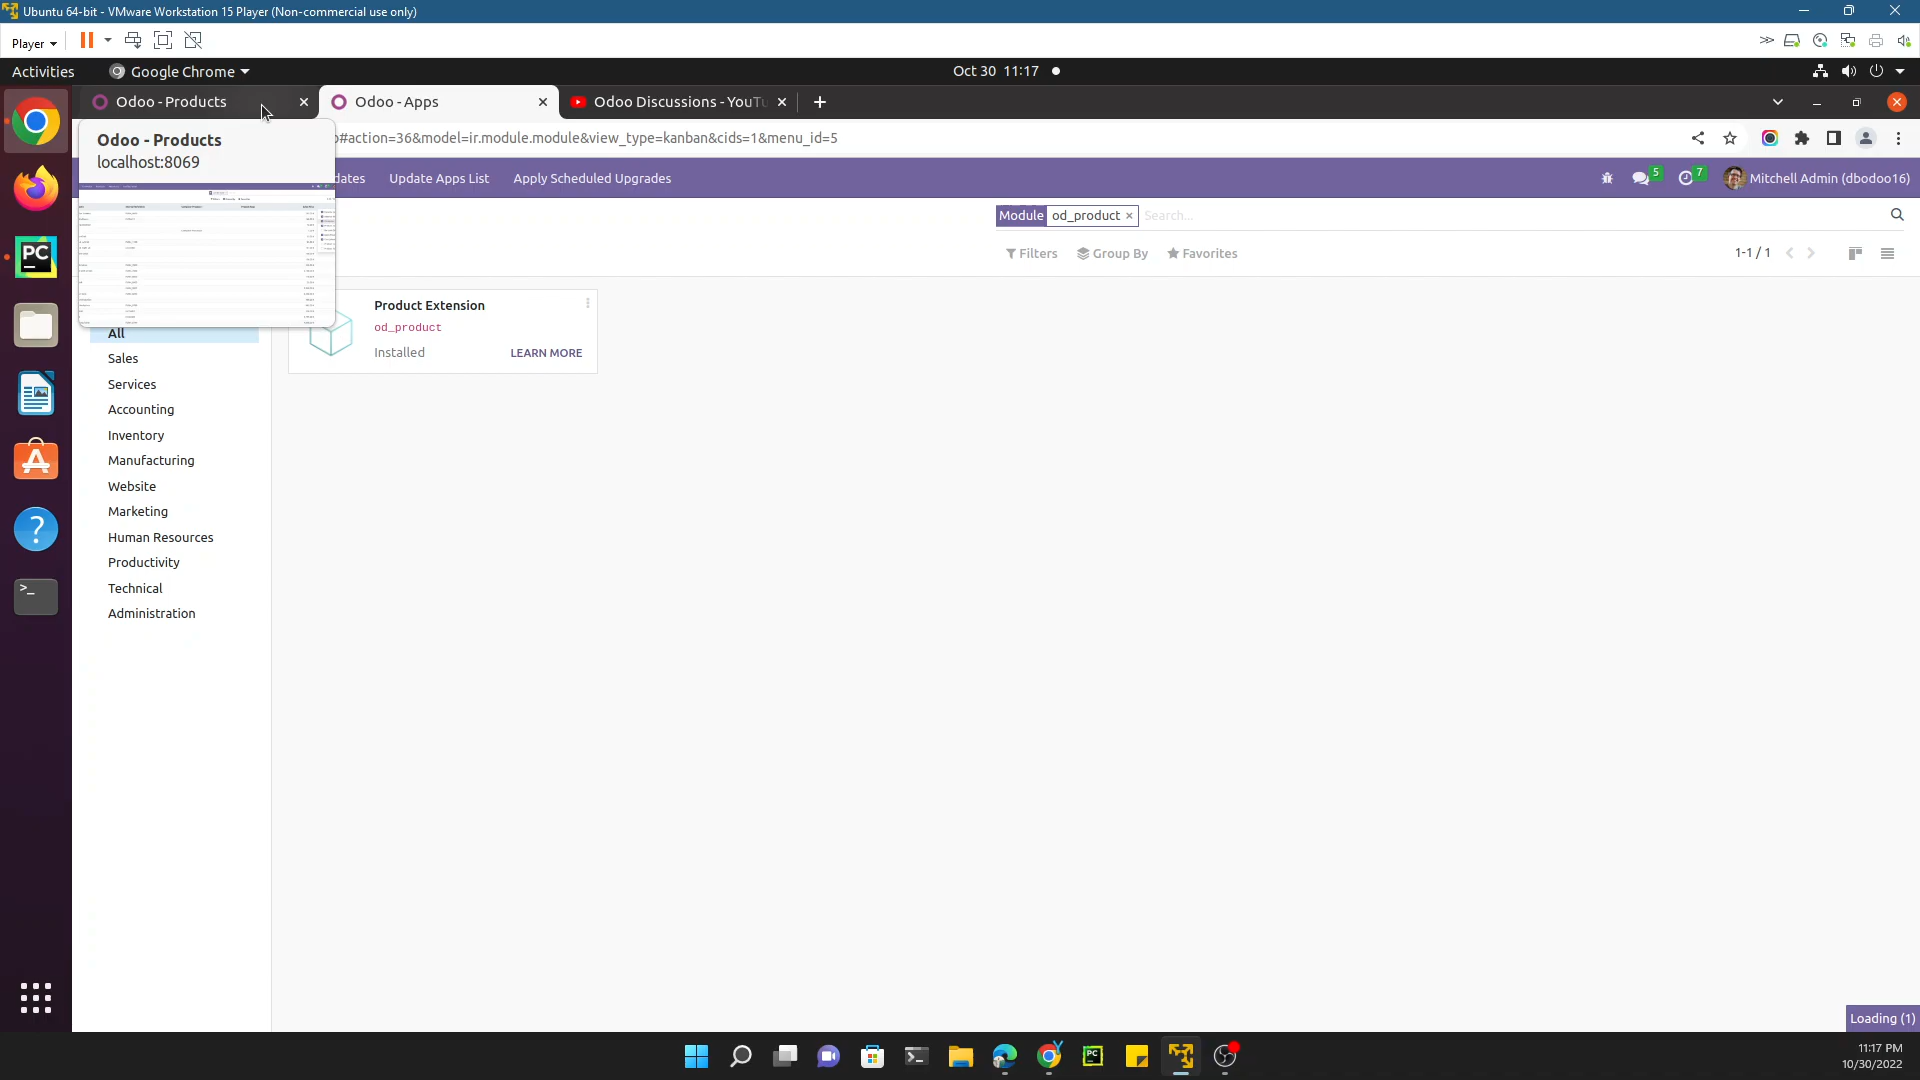 Ubuntu 64-bit - VMware Workstation 15 Player (Non-commercial use only)
Player
Activities
Google Chrome
Oct 30 11:17
Odoo - Products
Odoo - Apps
Odoo Discussions - YouTu
Odoo - Products
localhost:8069
o#action=36&model=ir.module.module&view_type=kanban&cids=1&menu_id=5
dates
Update Apps List
Apply Scheduled Upgrades
5
7
Mitchell Admin (dbodoo16)
Module od_product
Search...
Filters
Group By
Favorites
1-1 / 1
All
Sales
Services
Accounting
Inventory
Manufacturing
Website
Marketing
Human Resources
Productivity
Technical
Administration
Product Extension
od_product
Installed
LEARN MORE
PC
>_
Loading (1)
PC
11:17 PM
10/30/2022